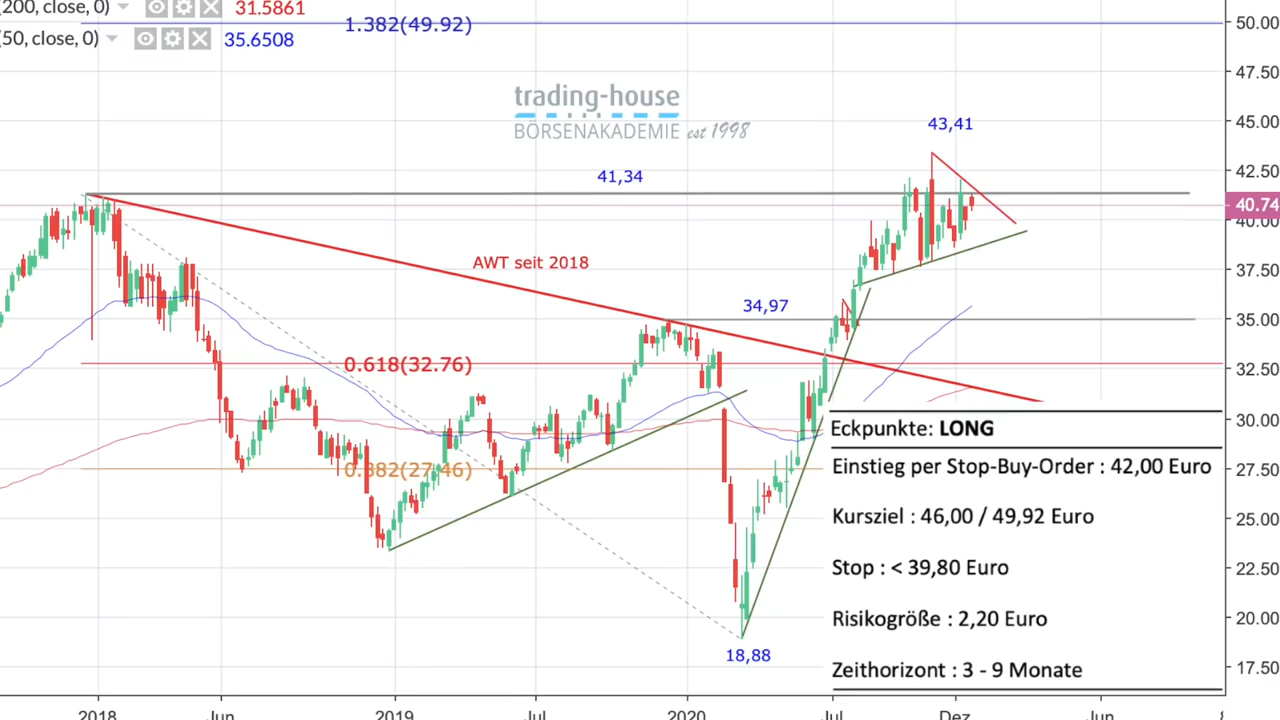 (200, close, 0) 31.5861
(50, close, 0) 35.6508
1.382(49.92)
50.00
47.50
45.00
42.50
40.74
40.00
37.50
35.00
32.50
30.00
27.50
25.00
22.50
20.00
17.50
trading-house
BÖRSENAKADEMIE est 1998
43,41
41,34
AWT seit 2018
34,97
0.618(32.76)
0.382(27.46)
18,88
Eckpunkte: LONG
Einstieg per Stop-Buy-Order : 42,00 Euro
Kursziel : 46,00 / 49,92 Euro
Stop : < 39,80 Euro
Risikogröße : 2,20 Euro
Zeithorizont : 3 - 9 Monate
2018 Jun 2019 Jul 2020 Jul Dez Jun